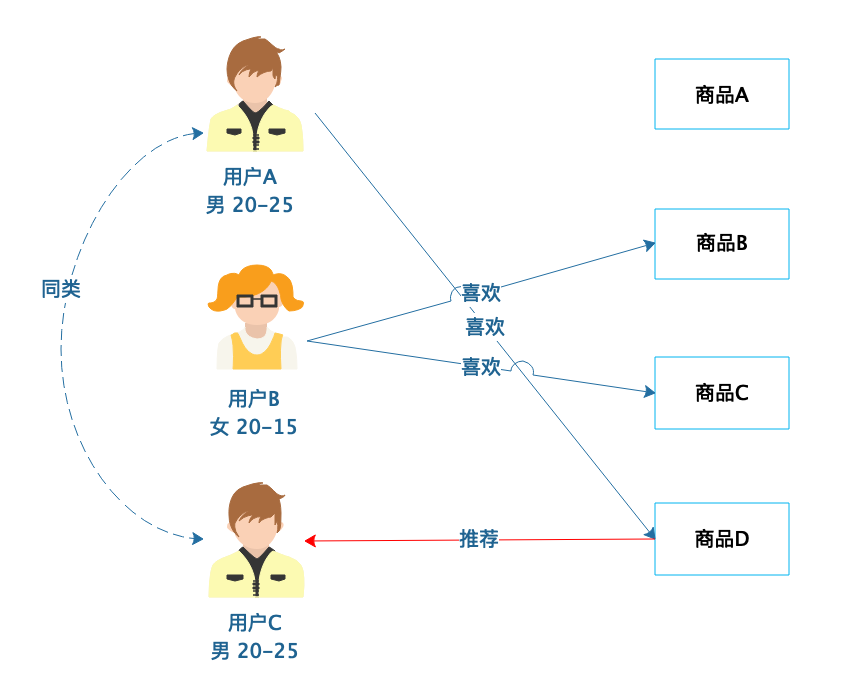 商品A
用户A
男 20-25
商品B
同类
喜欢
喜欢
喜欢
商品C
用户B
女 20-15
推荐
商品D
用户C
男 20-25